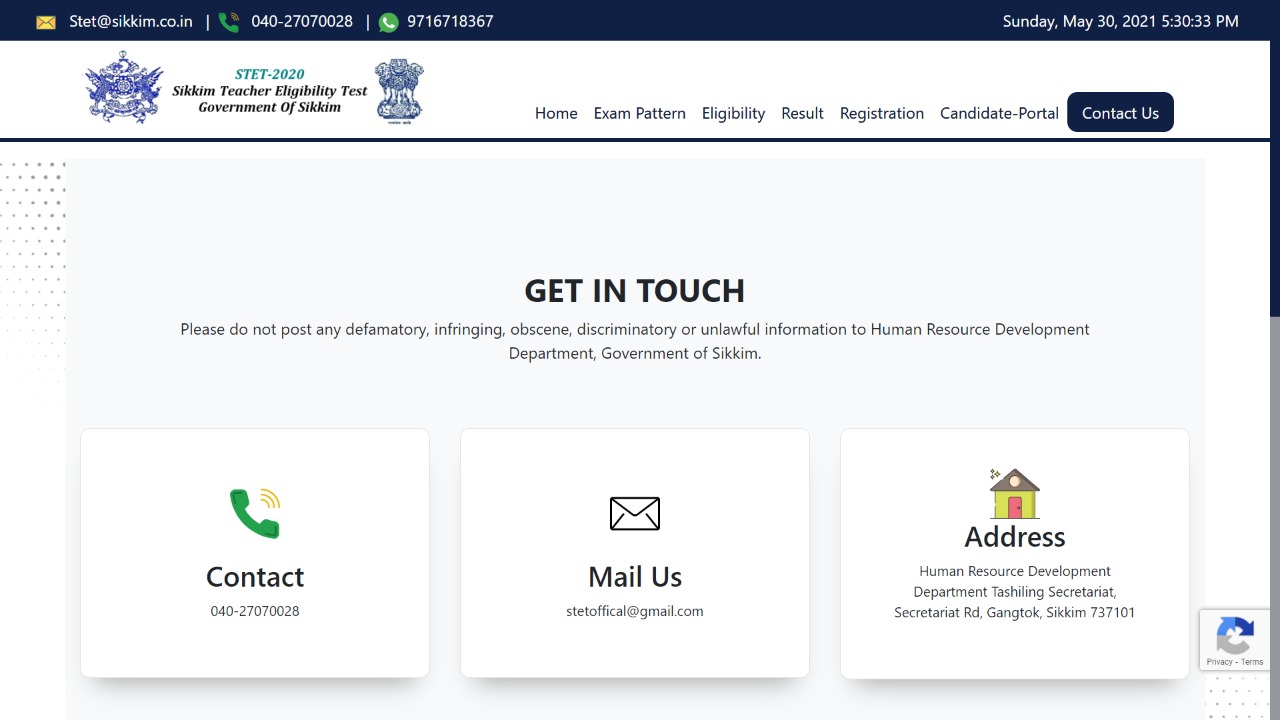 Stet@sikkim.co.in | 040-27070028 | 9716718367
Sunday, May 30, 2021 5:30:33 PM
STET-2020
Sikkim Teacher Eligibility Test
Government Of Sikkim
Home Exam Pattern Eligibility Result Registration Candidate-Portal Contact Us
GET IN TOUCH
Please do not post any defamatory, infringing, obscene, discriminatory or unlawful information to Human Resource Development
Department, Government of Sikkim.
Contact
040-27070028
Mail Us
stetoffical@gmail.com
Address
Human Resource Development
Department Tashiling Secretariat,
Secretariat Rd, Gangtok, Sikkim 737101
Privacy - Terms